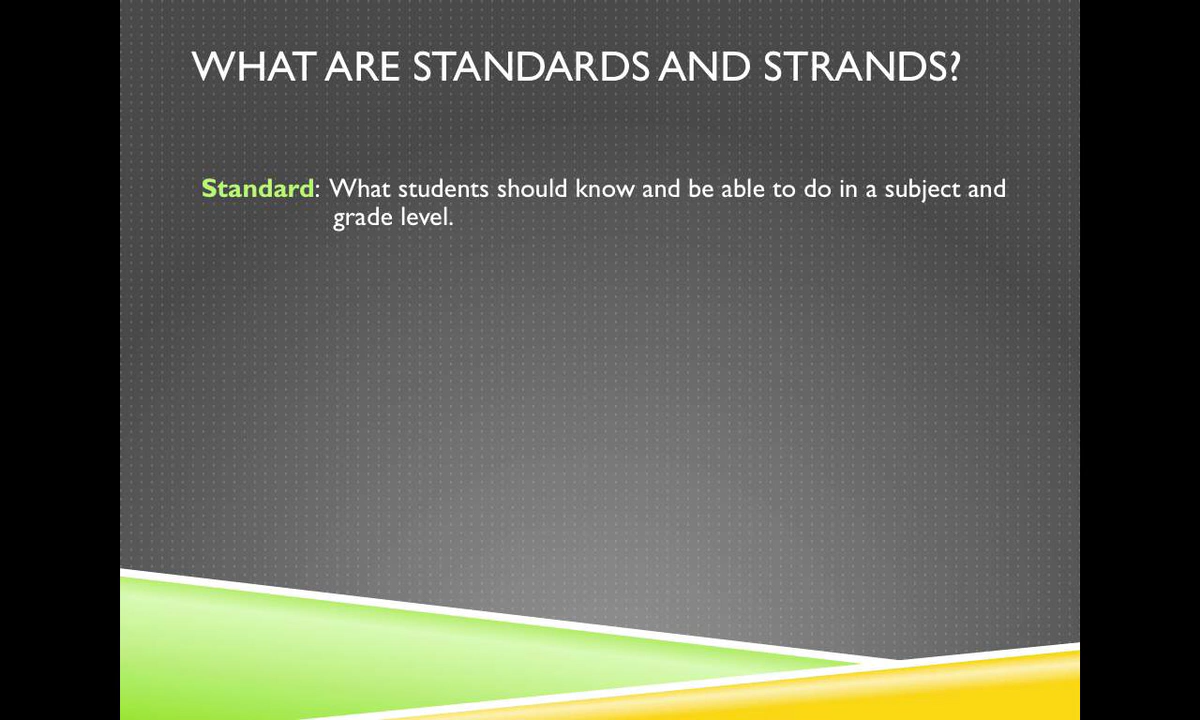 WHAT ARE STANDARDS AND STRANDS?
Standard: What students should know and be able to do in a subject and
grade level.